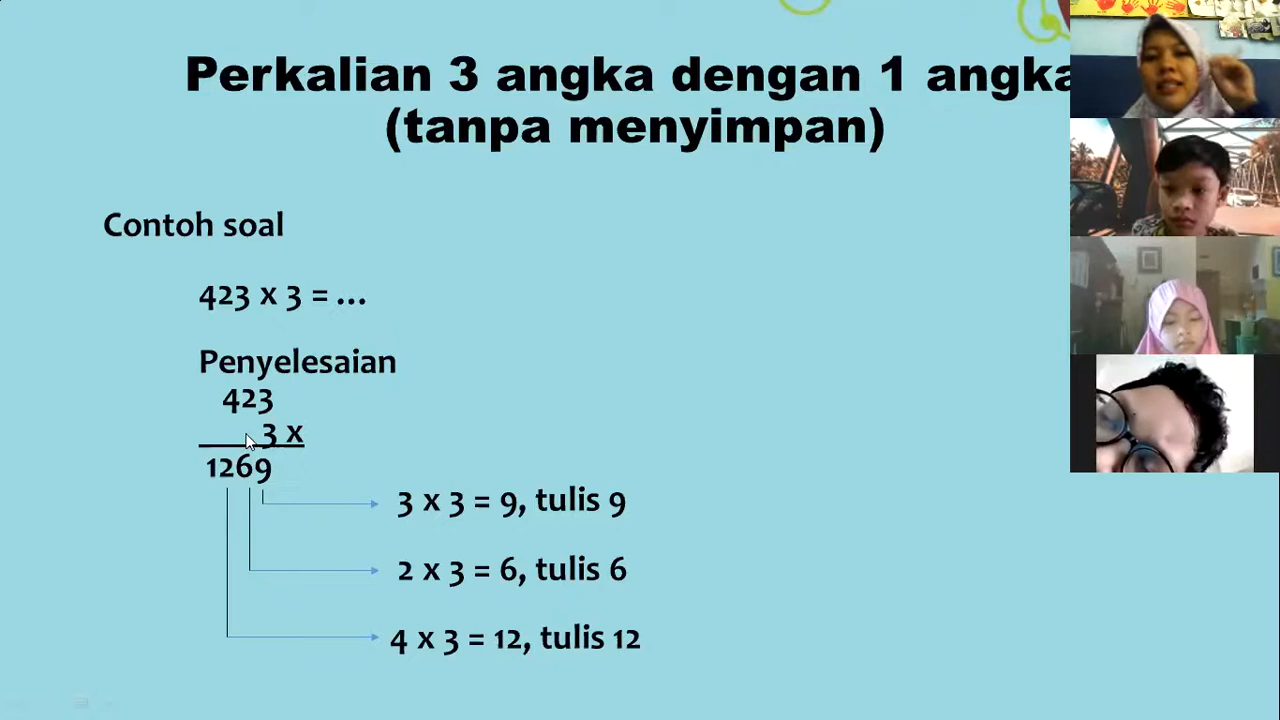 Perkalian 3 angka dengan 1 angka
(tanpa menyimpan)
Contoh soal
423 x 3 = ...
Penyelesaian
423
3 x
1269
3 x 3 = 9, tulis 9
2 x 3 = 6, tulis 6
4 x 3 = 12, tulis 12